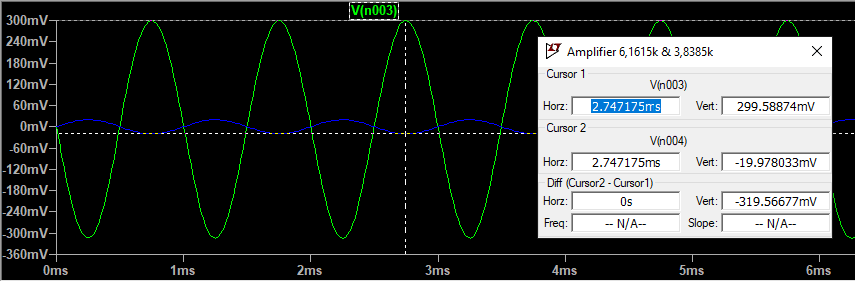 V(n003)
300mV
240mV
180mV
120mV
60mV
0mV
-60mV
-120mV
-180mV
-240mV
-300mV
-360mV
0ms 1ms 2ms 3ms 4ms 5ms 6ms
Amplifier 6,1615k & 3,8385k
Cursor 1
V(n003)
Horz: 2.747175ms Vert: 299.58874mV
Cursor 2
V(n004)
Horz: 2.747175ms Vert: -19.978033mV
Diff (Cursor2 - Cursor1)
Horz: 0s Vert: -319.56677mV
Freq: -- N/A-- Slope: -- N/A--